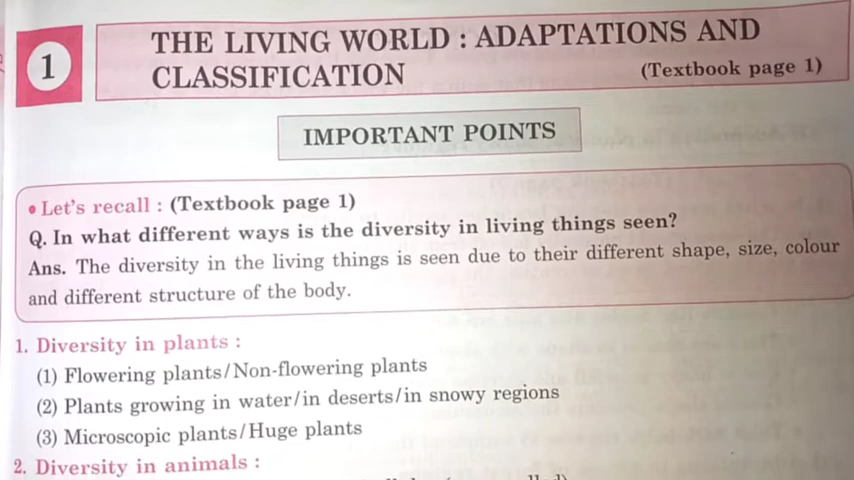 1
THE LIVING WORLD : ADAPTATIONS AND
CLASSIFICATION (Textbook page 1)
IMPORTANT POINTS
• Let's recall : (Textbook page 1)
Q. In what different ways is the diversity in living things seen?
Ans. The diversity in the living things is seen due to their different shape, size, colour
and different structure of the body.
1. Diversity in plants :
(1) Flowering plants/Non-flowering plants
(2) Plants growing in water/in deserts/in snowy regions
(3) Microscopic plants/Huge plants
2. Diversity in animals :